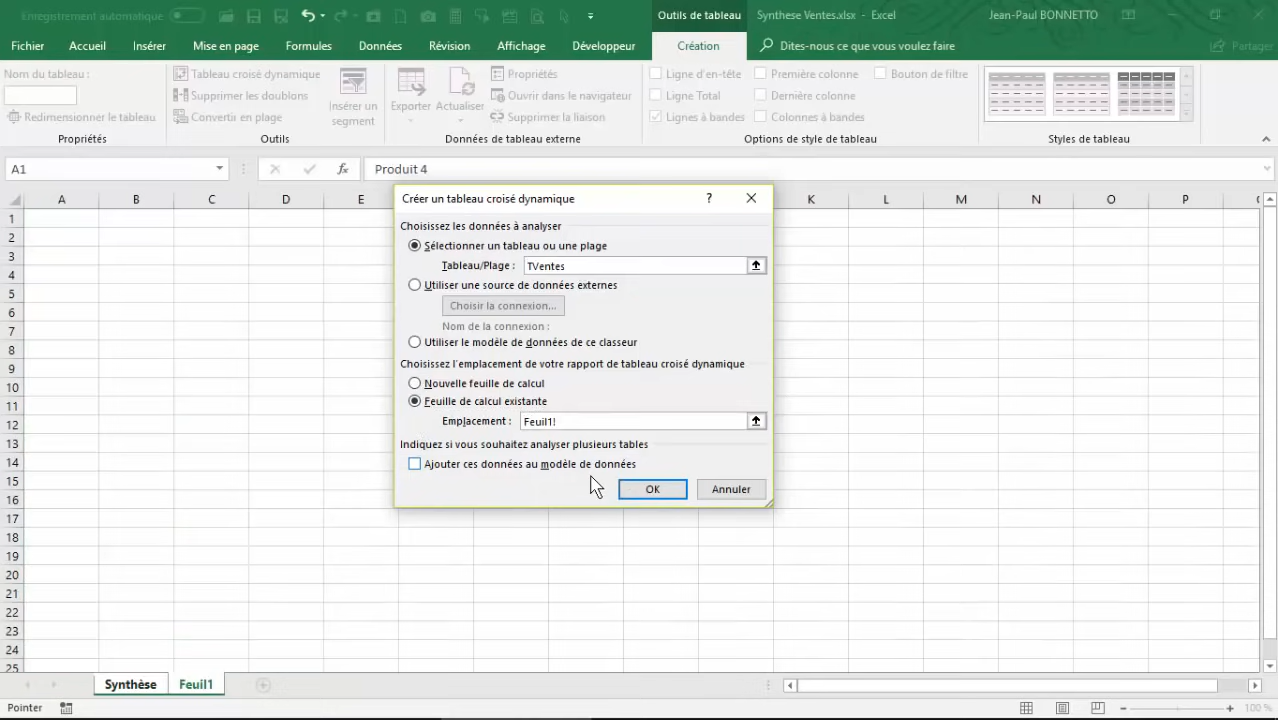 Enregistrement automatique
Outils de tableau
Synthese Ventes.xlsx - Excel
Jean-Paul BONNETTO
Fichier
Accueil
Insérer
Mise en page
Formules
Données
Révision
Affichage
Développeur
Création
Dites-nous ce que vous voulez faire
Partager
Nom du tableau :
Redimensionner le tableau
Propriétés
Tableau croisé dynamique
Supprimer les doublons
Convertir en plage
Insérer un
segment
Outils
Exporter
Actualiser
Propriétés
Ouvrir dans le navigateur
Supprimer la liaison
Données de tableau externe
Ligne d'en-tête
Ligne Total
Lignes à bandes
Première colonne
Dernière colonne
Colonnes à bandes
Bouton de filtre
Options de style de tableau
Styles de tableau
A1
fx
Produit 4
A B C D E K L M N O P
1
2
3
4
5
6
7
8
9
10
11
12
13
14
15
16
17
18
19
20
21
22
23
24
25
Créer un tableau croisé dynamique
?
Choisissez les données à analyser
Sélectionner un tableau ou une plage
Tableau/Plage : TVentes
Utiliser une source de données externes
Choisir la connexion...
Nom de la connexion :
Utiliser le modèle de données de ce classeur
Choisissez l'emplacement de votre rapport de tableau croisé dynamique
Nouvelle feuille de calcul
Feuille de calcul existante
Emplacement : Feuil1!
Indiquez si vous souhaitez analyser plusieurs tables
Ajouter ces données au modèle de données
OK
Annuler
Synthèse
Feuil1
Pointer
100 %